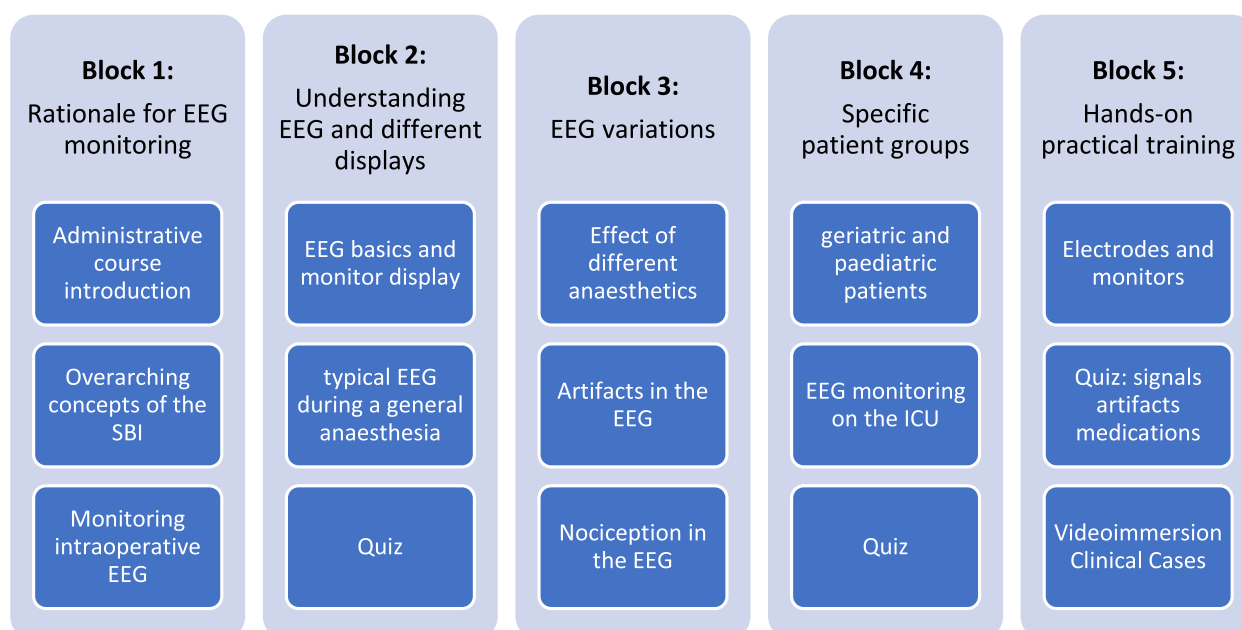 Block 1:
Rationale for EEG
monitoring
Administrative
course
introduction
Overarching
concepts of the
SBI
Monitoring
intraoperative
EEG
Block 2:
Understanding
EEG and different
displays
EEG basics and
monitor display
typical EEG
during a general
anaesthesia
Quiz
Block 3:
EEG variations
Effect of
different
anaesthetics
Artifacts in the
EEG
Nociception in
the EEG
Block 4:
Specific
patient groups
geriatric and
paediatric
patients
EEG monitoring
on the ICU
Quiz
Block 5:
Hands-on
practical training
Electrodes and
monitors
Quiz: signals
artifacts
medications
Videoimmersion
Clinical Cases